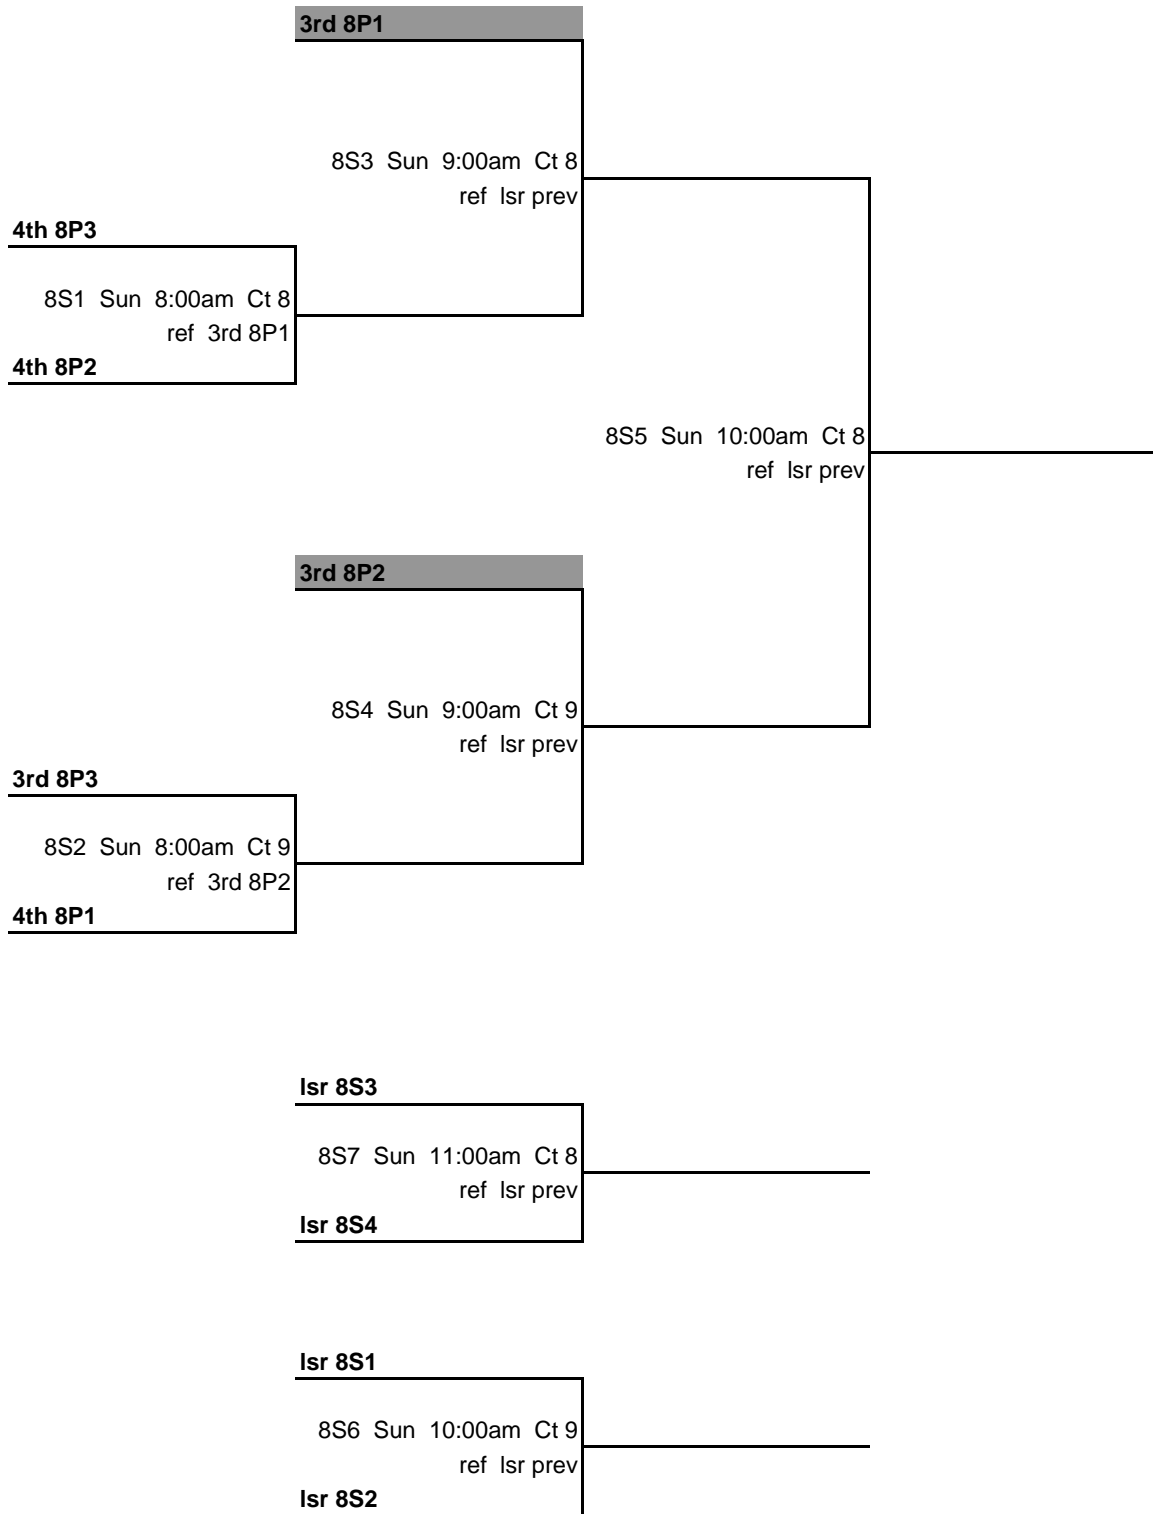 3rd 8P1
8S3 Sun 9:00am Ct 8
ref lsr prev
4th 8P3
8S1 Sun 8:00am Ct 8
ref 3rd 8P1
4th 8P2
8S5 Sun 10:00am Ct 8
ref lsr prev
3rd 8P2
8S4 Sun 9:00am Ct 9
ref lsr prev
3rd 8P3
8S2 Sun 8:00am Ct 9
ref 3rd 8P2
4th 8P1
lsr 8S3
8S7 Sun 11:00am Ct 8
ref lsr prev
lsr 8S4
lsr 8S1
8S6 Sun 10:00am Ct 9
ref lsr prev
lsr 8S2